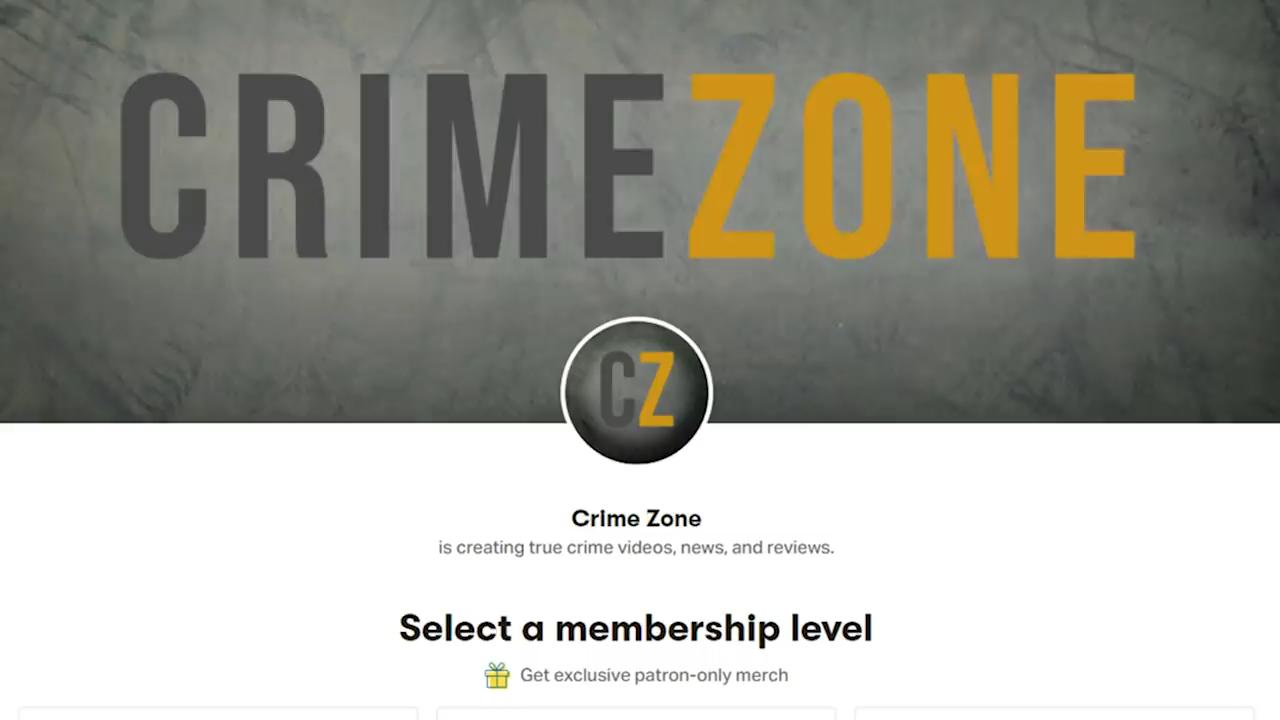 CRIMEZONE
CZ
Crime Zone
is creating true crime videos, news, and reviews.
Select a membership level
Get exclusive patron-only merch